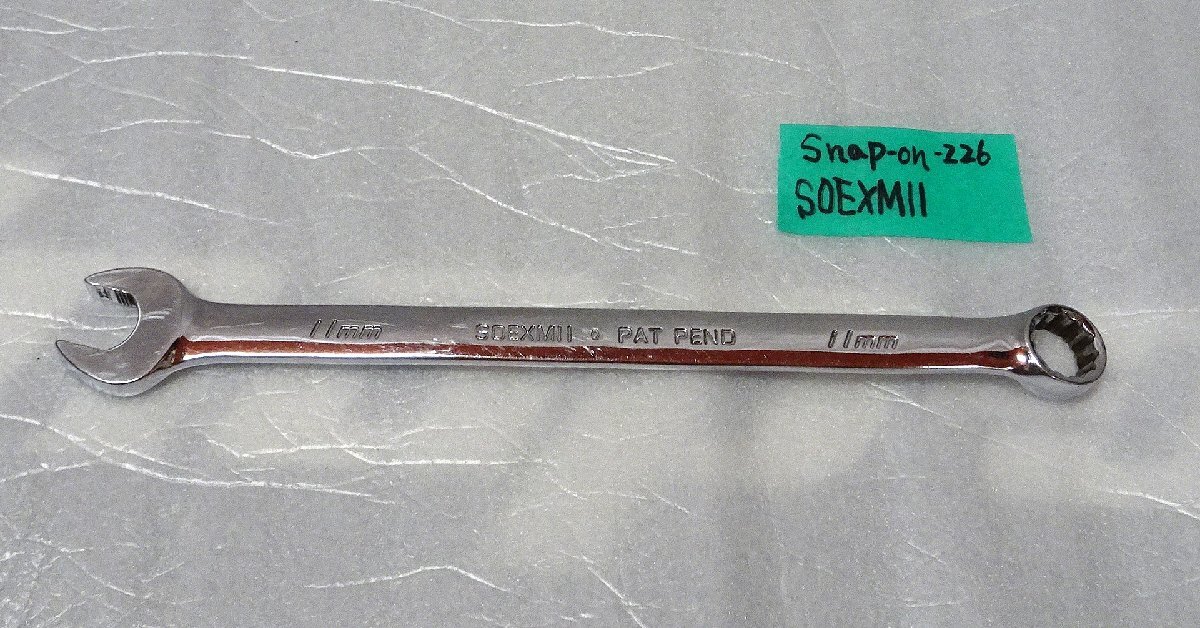 Snap-on-226
SOEXM11
11mm SOEXM11 PAT PEND 11mm